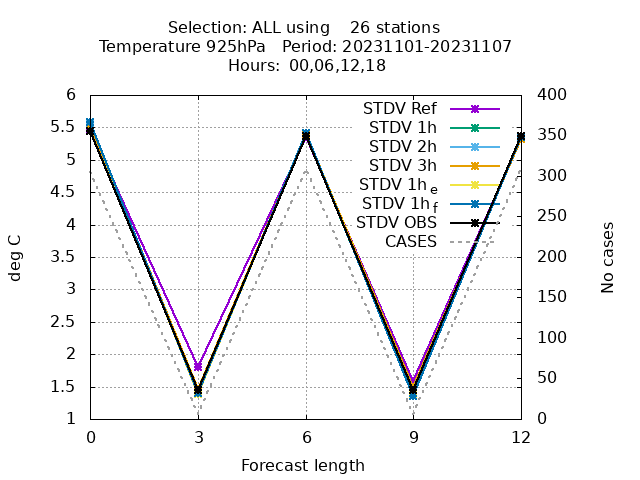 Selection: ALL using    26 stations
Temperature 925hPa   Period: 20231101-20231107
Hours: 00,06,12,18
STDV Ref
STDV 1h
STDV 2h
STDV 3h
STDV 1h e
STDV 1h f
STDV OBS
CASES
6
5.5
5
4.5
4
3.5
3
2.5
2
1.5
1
deg C
400
350
300
250
200
150
100
50
0
No cases
0 3 6 9 12
Forecast length